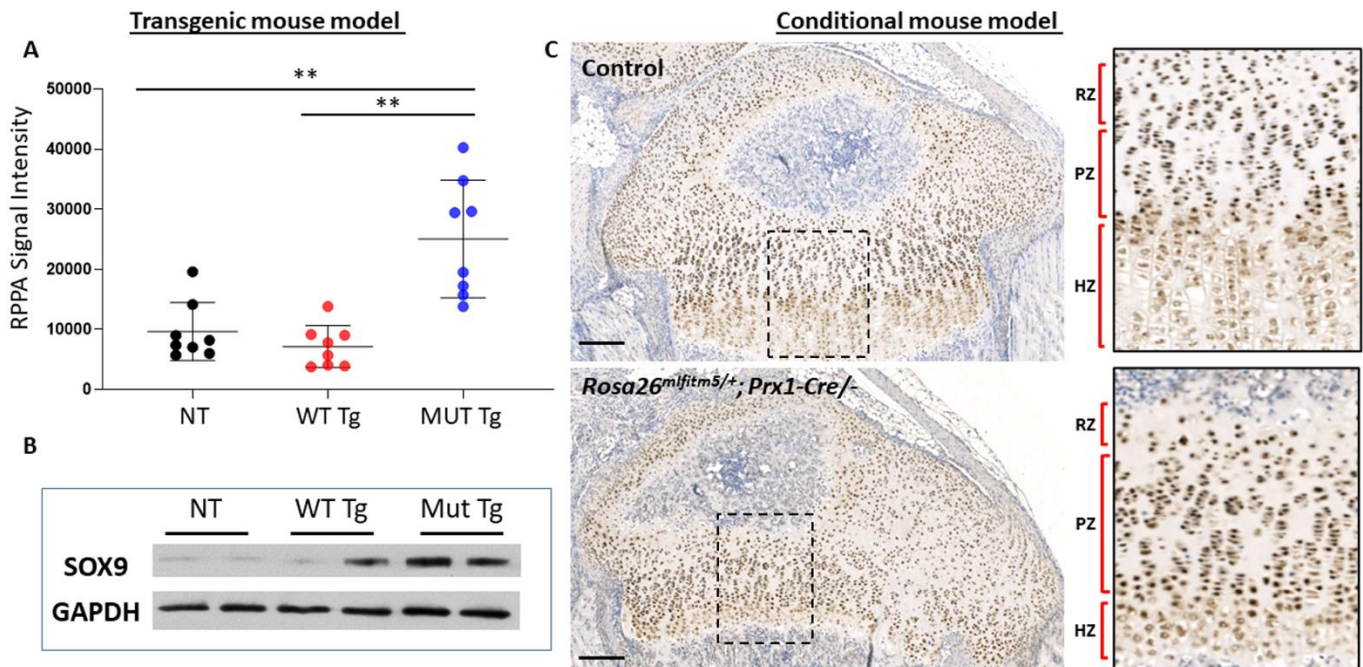 Transgenic mouse model
Conditional mouse model
A
**
**
50000
40000
30000
20000
10000
0
RPPA Signal Intensity
NT
WT Tg
MUT Tg
B
NT
WT Tg
Mut Tg
SOX9
GAPDH
C
Control
RZ
PZ
HZ
Rosa26mlfitm5/+; Prx1-Cre/-
RZ
PZ
HZ